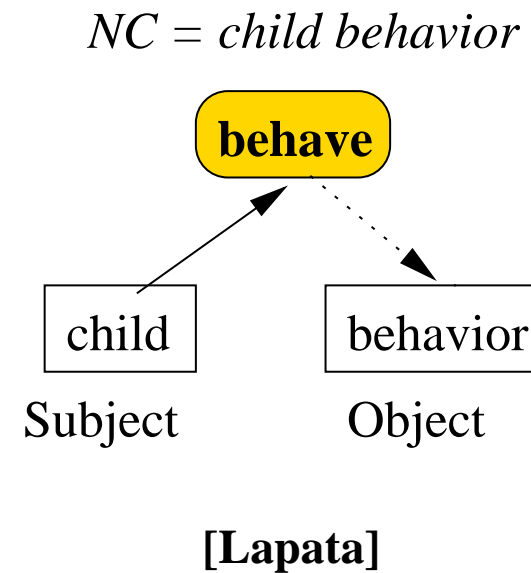 NC = child behavior
behave
child behavior
Subject Object
[Lapata]